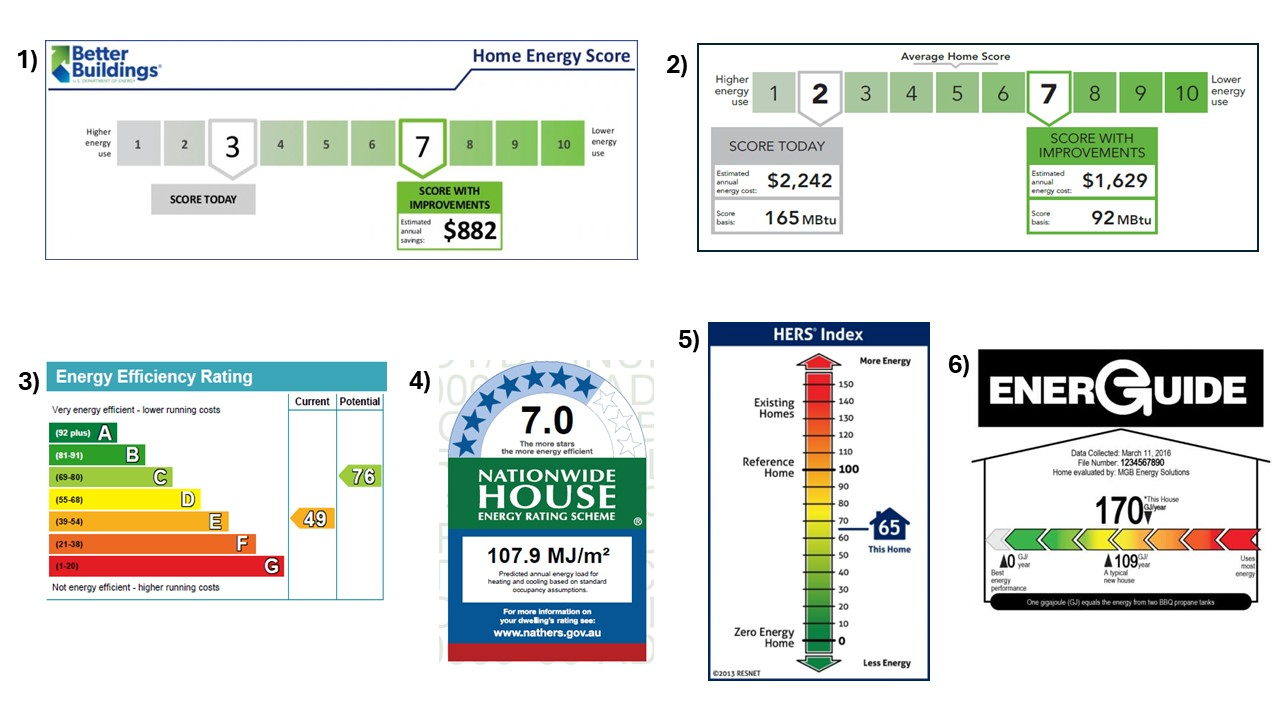 1)
Better
Buildings®
U.S. DEPARTMENT OF ENERGY
Home Energy Score
Higher
energy
use
1 2 3 4 5 6 7 8 9 10
Lower
energy
use
SCORE TODAY
SCORE WITH
IMPROVEMENTS
Estimated
annual
savings:
$882
2)
Average Home Score
Higher
energy
use
1 2 3 4 5 6 7 8 9 10
Lower
energy
use
SCORE TODAY
Estimated
annual
energy cost:
$2,242
Score
basis:
165 MBtu
SCORE WITH
IMPROVEMENTS
Estimated
annual
energy cost:
$1,629
Score
basis:
92 MBtu
3)
Energy Efficiency Rating
Current Potential
Very energy efficient - lower running costs
(92 plus) A
(81-91) B
(69-80) C
76
(55-68) D
(39-54) E
49
(21-38) F
(1-20) G
Not energy efficient - higher running costs
4)
7.0
The more stars
the more energy efficient
NATIONWIDE
HOUSE
ENERGY RATING SCHEME ®
107.9 MJ/m²
Predicted annual energy load for
heating and cooling based on standard
occupancy assumptions.
For more information on
your dwelling's rating see:
www.nathers.gov.au
5)
HERS® Index
More Energy
150
140
Existing
Homes
130
120
110
Reference
Home
100
90
80
70
65
This Home
60
50
40
30
20
10
Zero Energy
Home
0
Less Energy
©2013 RESNET
6)
ENERGUIDE
Data Collected: March 11, 2016
File Number: 1234567890
Home evaluated by: MGB Energy Solutions
170
*This House
GJ/year
0 GJ/
year
Best
energy
performance
109 GJ/
year
A typical
new house
Uses
most
energy
One gigajoule (GJ) equals the energy from two BBQ propane tanks